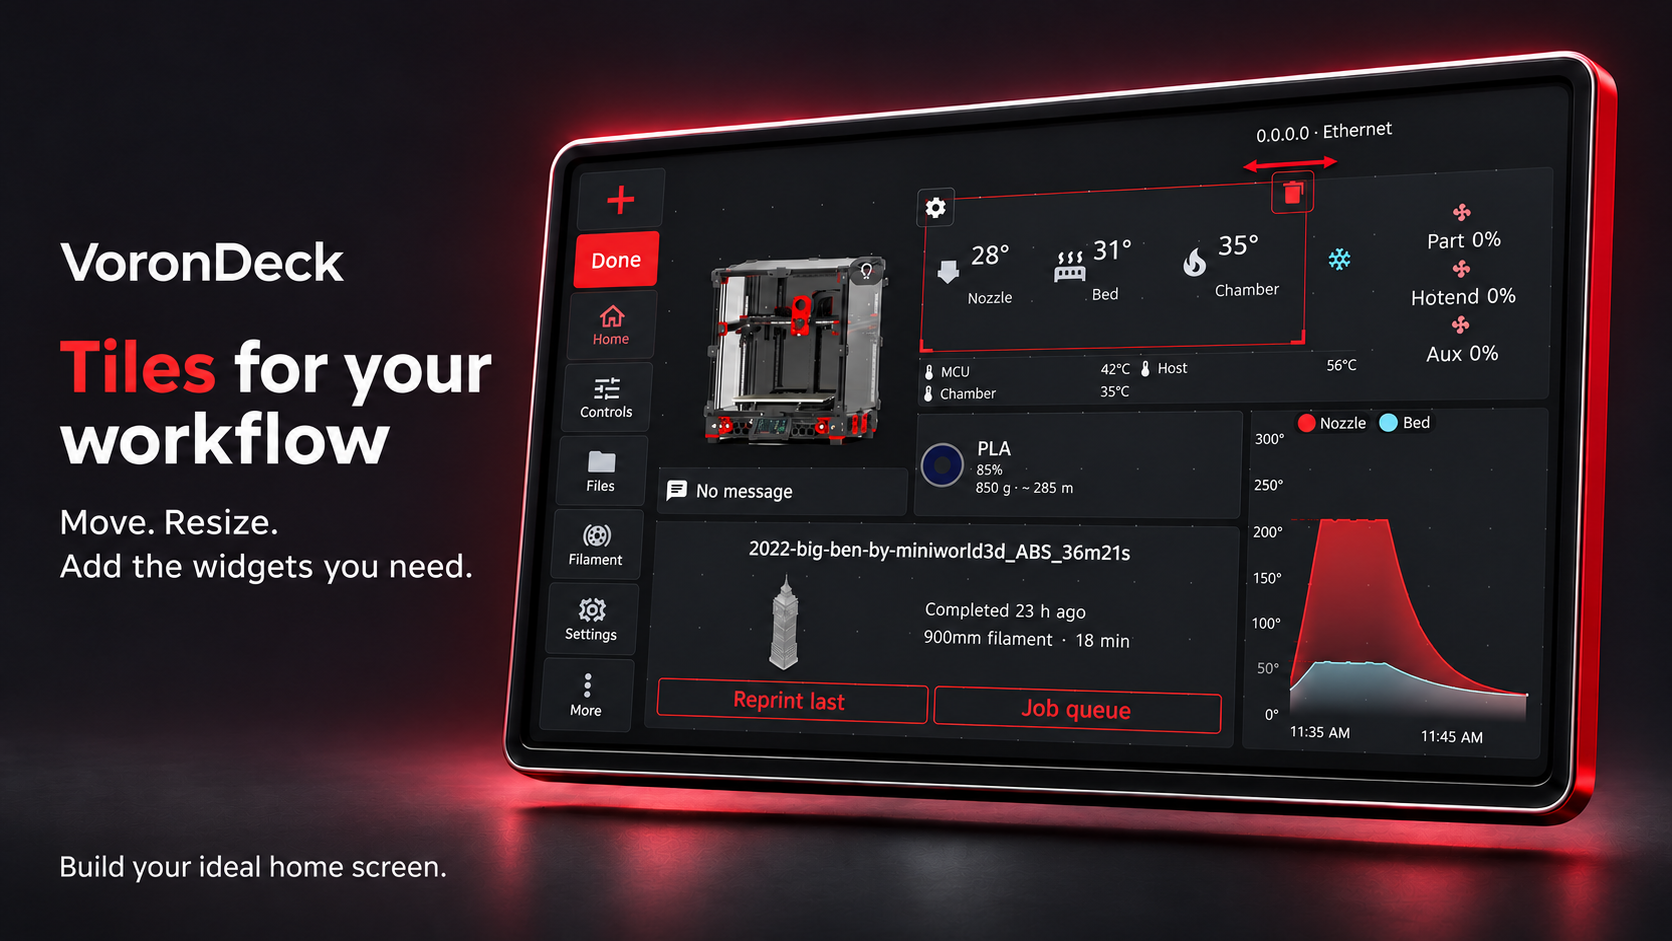 VoronDeck
Tiles for your
workflow
Move. Resize.
Add the widgets you need.
Build your ideal home screen.
0.0.0.0 · Ethernet
Done
Home
Controls
Files
Filament
Settings
More
28°
Nozzle
31°
Bed
35°
Chamber
Part 0%
Hotend 0%
Aux 0%
MCU 42°C Host 56°C
Chamber 35°C
No message
PLA
85%
850 g · ~ 285 m
2022-big-ben-by-miniworld3d_ABS_36m21s
Completed 23 h ago
900mm filament · 18 min
Reprint last
Job queue
Nozzle Bed
300°
250°
200°
150°
100°
50°
0°
11:35 AM 11:45 AM